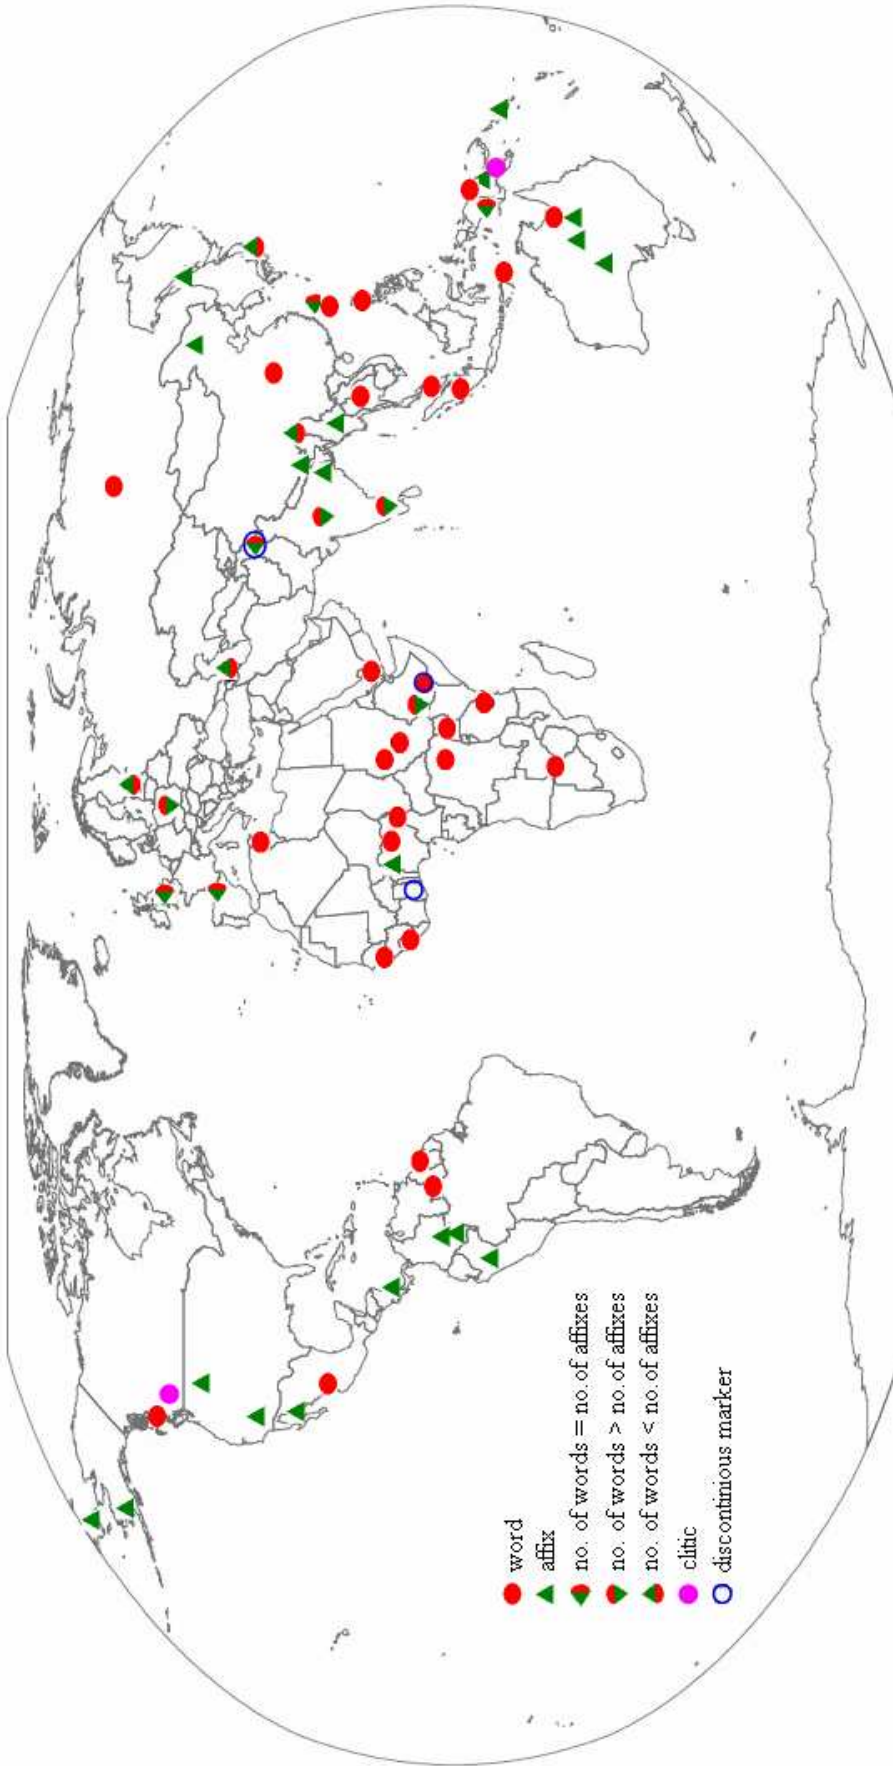 word
affix
no. of words = no.of affixes
no. of words > no.of affixes
no. of words < no.of affixes
clitic
discontinious marker